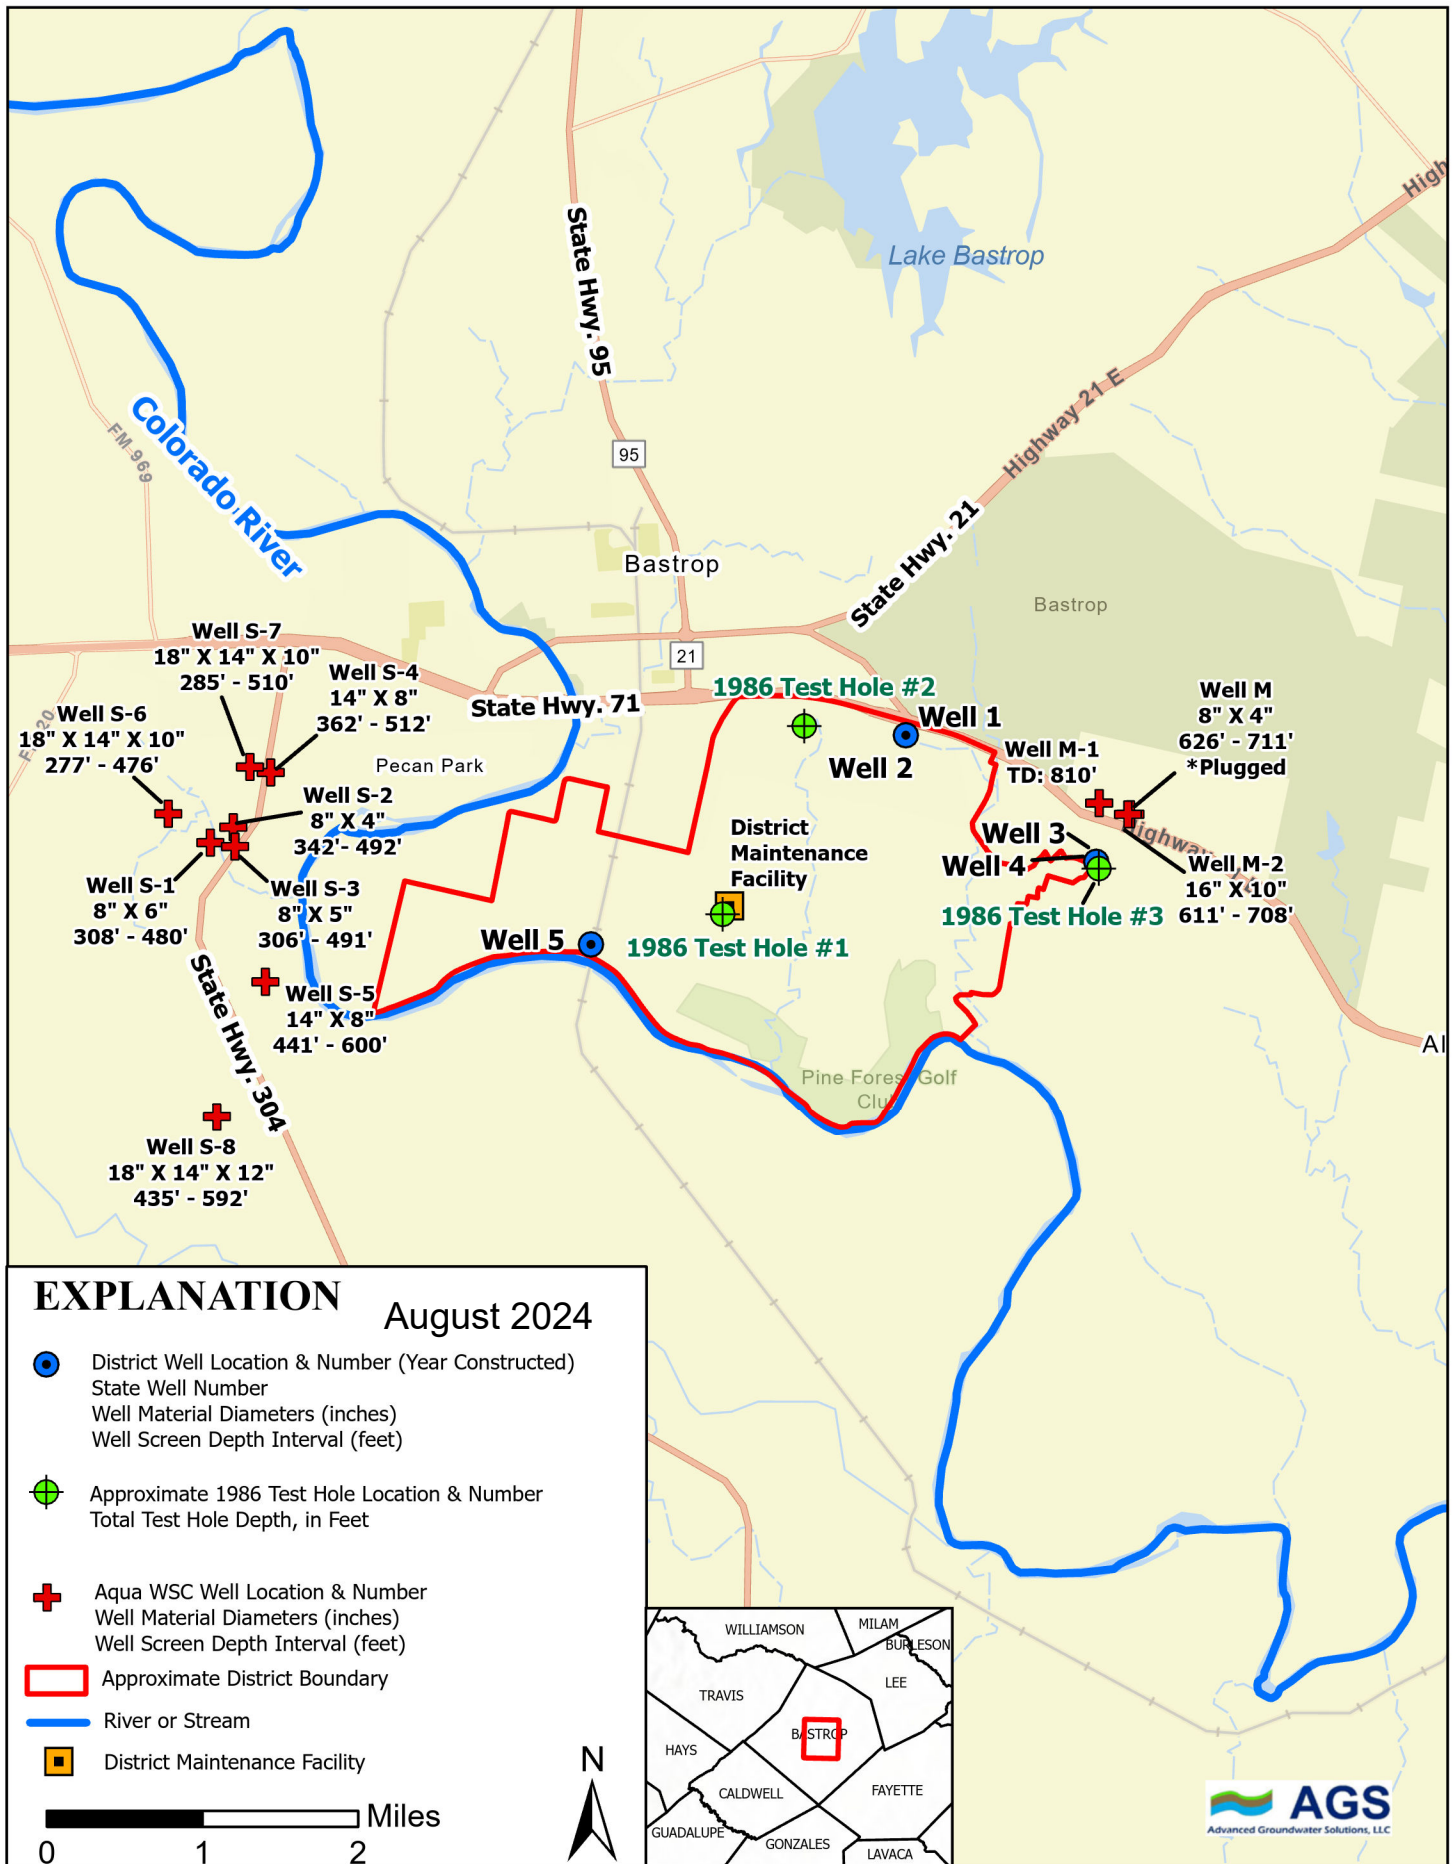 High
Lake Bastrop
State Hwy. 95
Highway 21 E
FM 969
Colorado River
95
State Hwy. 21
Bastrop
Bastrop
21
Well S-7
18" X 14" X 10"
285' - 510'
Well S-4
14" X 8"
362' - 512'
Well S-6
18" X 14" X 10"
277' - 476'
State Hwy. 71
Pecan Park
1986 Test Hole #2
Well 1
Well 2
Well M
8" X 4"
626' - 711'
*Plugged
Well M-1
TD: 810'
Well S-2
8" X 4"
342'- 492'
Well S-1
8" X 6"
308' - 480'
Well S-3
8" X 5"
306' - 491'
District
Maintenance
Facility
Well 3
Well 4
Highway
Well M-2
16" X 10"
611' - 708'
1986 Test Hole #3
Well 5
1986 Test Hole #1
Well S-5
14" X 8"
441' - 600'
State Hwy. 304
Al
Pine Forest Golf
Club
Well S-8
18" X 14" X 12"
435' - 592'
EXPLANATION
August 2024
District Well Location & Number (Year Constructed)
State Well Number
Well Material Diameters (inches)
Well Screen Depth Interval (feet)
Approximate 1986 Test Hole Location & Number
Total Test Hole Depth, in Feet
Aqua WSC Well Location & Number
Well Material Diameters (inches)
Well Screen Depth Interval (feet)
Approximate District Boundary
River or Stream
District Maintenance Facility
Miles
0 1 2
N
WILLIAMSON
MILAM
BURLESON
LEE
TRAVIS
BASTROP
HAYS
CALDWELL
FAYETTE
GUADALUPE
GONZALES
LAVACA
AGS
Advanced Groundwater Solutions, LLC